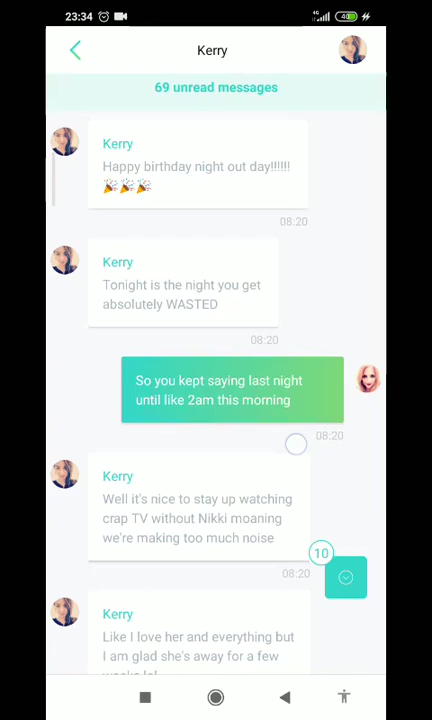 23:34
4G
40
Kerry
69 unread messages
Kerry
Happy birthday night out day!!!!!!
🎉🎉🎉
08:20
Kerry
Tonight is the night you get
absolutely WASTED
08:20
So you kept saying last night
until like 2am this morning
08:20
Kerry
Well it's nice to stay up watching
crap TV without Nikki moaning
we're making too much noise
10
08:20
Kerry
Like I love her and everything but
I am glad she's away for a few
weeks lol